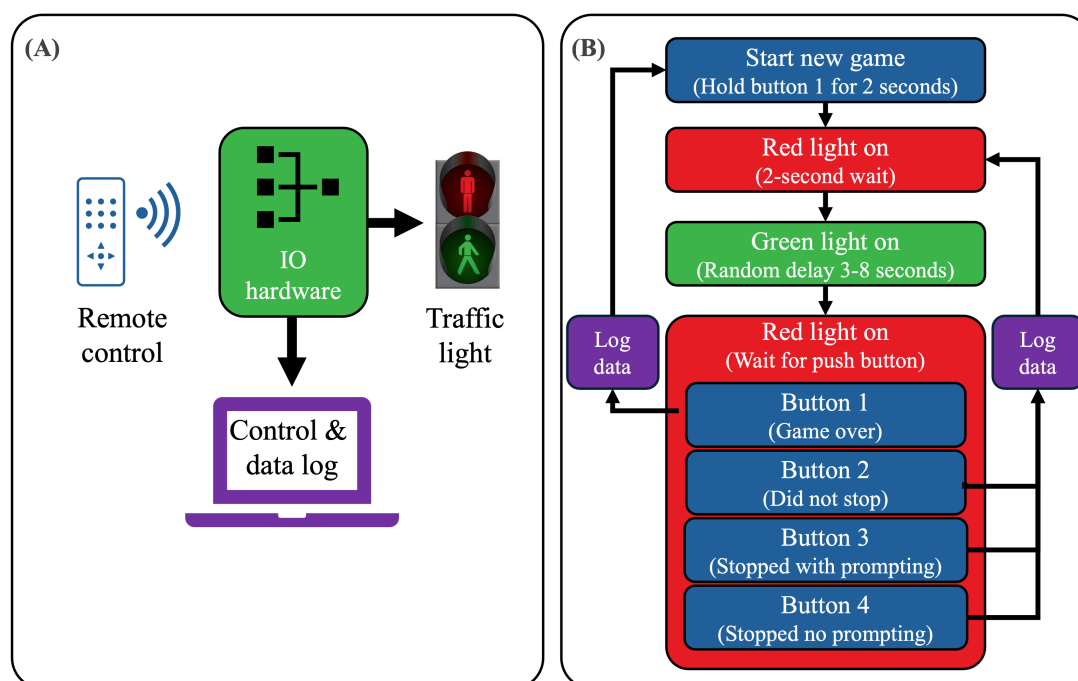 (A)
IO
hardware
Remote
control
Traffic
light
Control &
data log
(B)
Start new game
(Hold button 1 for 2 seconds)
Red light on
(2-second wait)
Green light on
(Random delay 3-8 seconds)
Log
data
Red light on
(Wait for push button)
Log
data
Button 1
(Game over)
Button 2
(Did not stop)
Button 3
(Stopped with prompting)
Button 4
(Stopped no prompting)